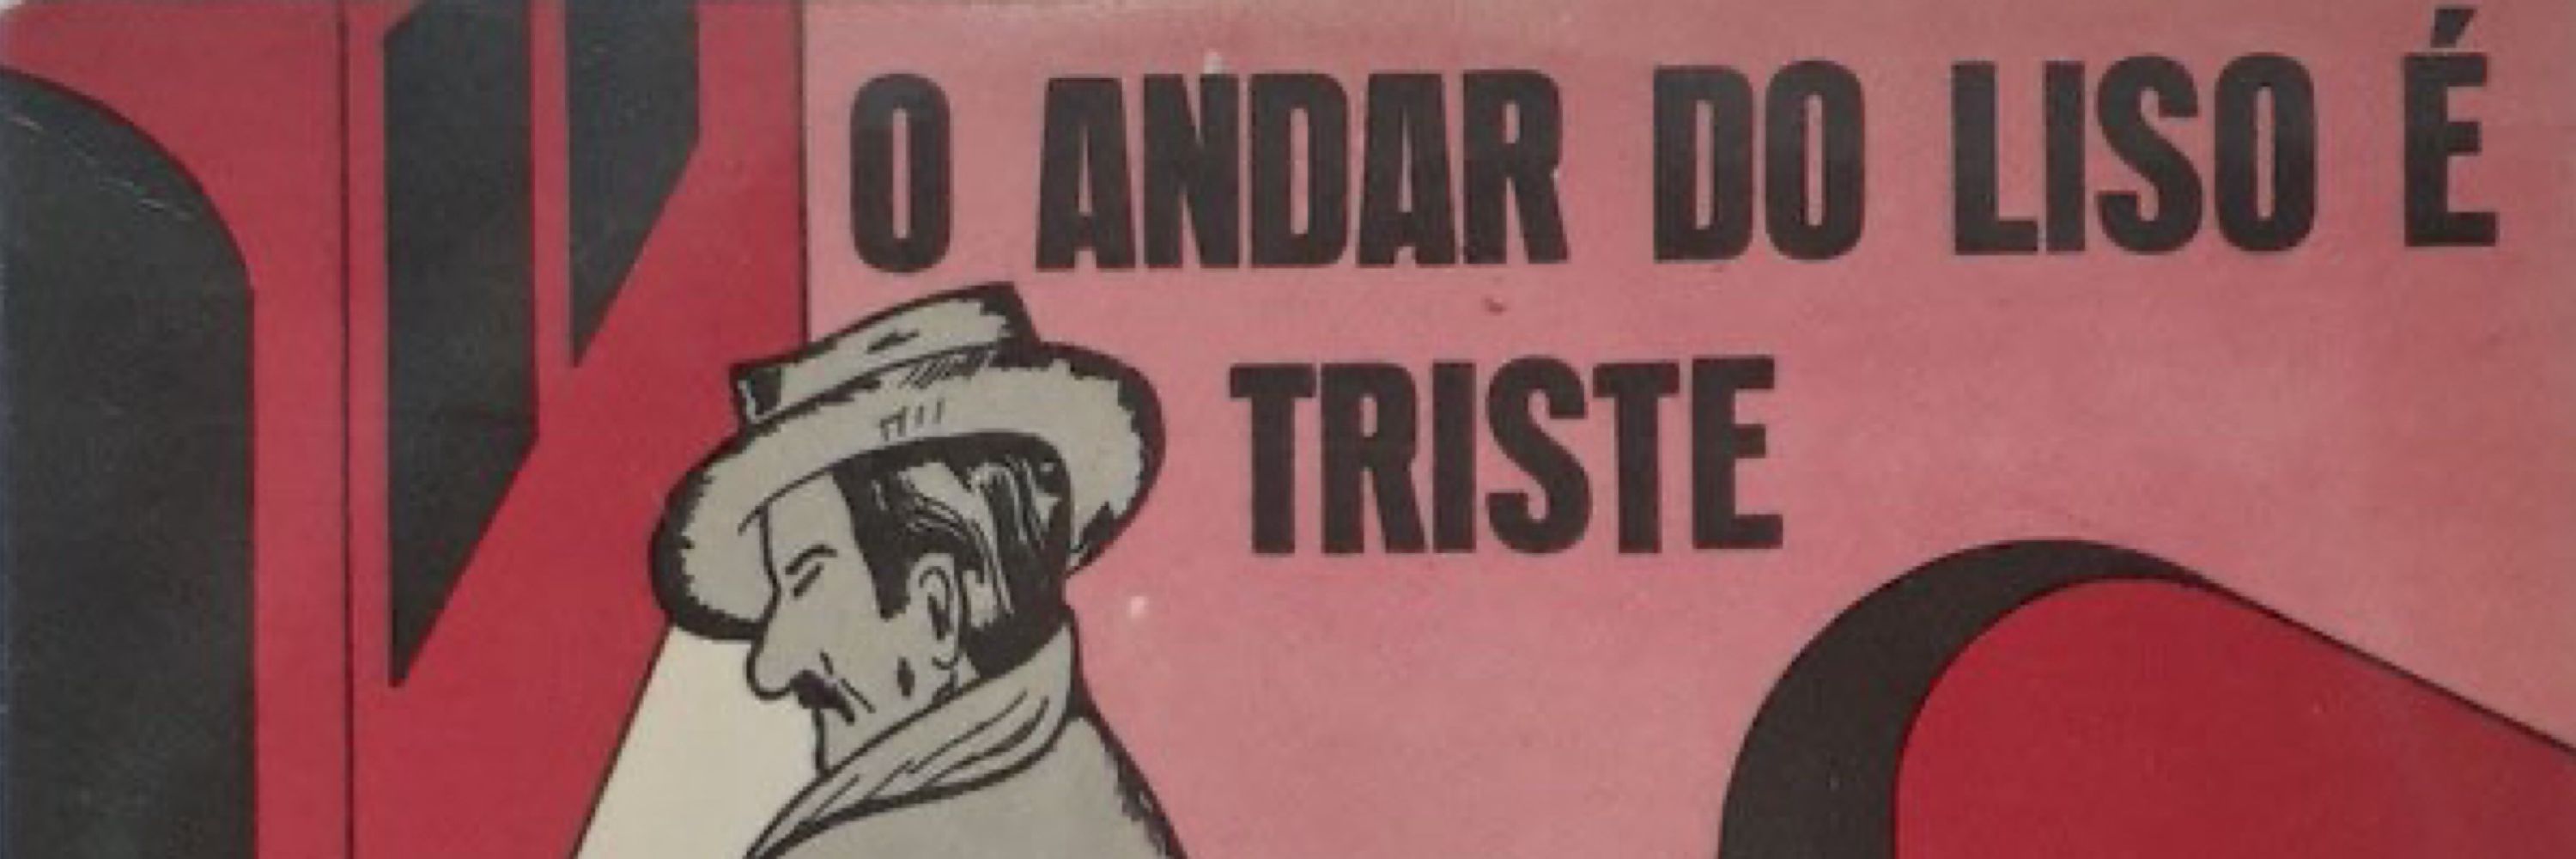 O ANDAR DO LISO É
TRISTE